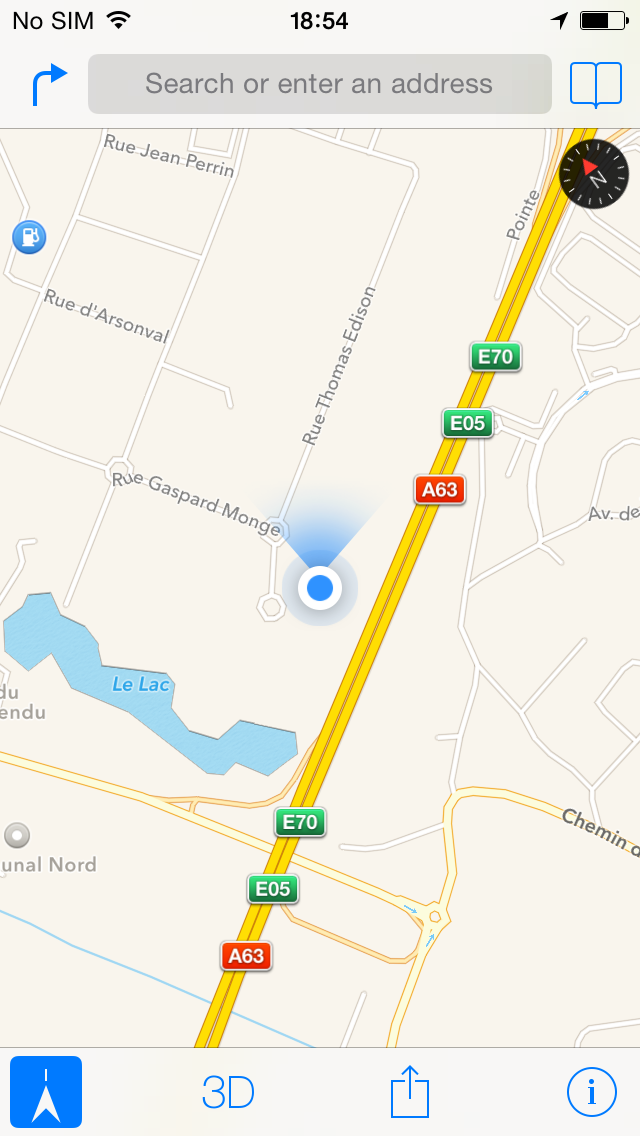 No SIM 18:54
Search or enter an address
N
Rue Jean Perrin
Pointe
Rue d'Arsonval
Rue Thomas Edison
E70
E05
A63
Rue Gaspard Monge
Av. de
Le Lac
du
endu
E70
Chemin d
unal Nord
E05
A63
3D
i